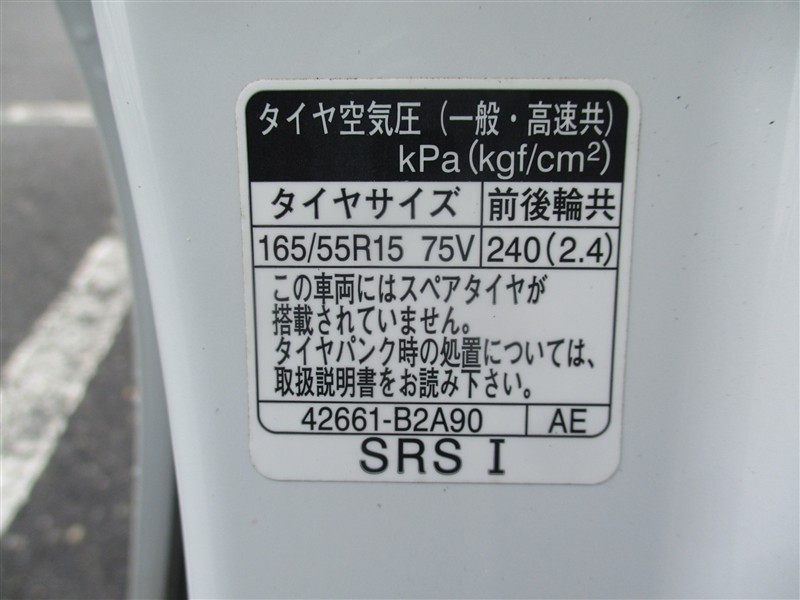 タイヤ空気圧（一般・高速共）
kPa(kgf/cm²)
タイヤサイズ 前後輪共
165/55R15 75V 240(2.4)
この車両にはスペアタイヤが
搭載されていません。
タイヤパンク時の処置については、
取扱説明書をお読み下さい。
42661-B2A90 AE
SRS I